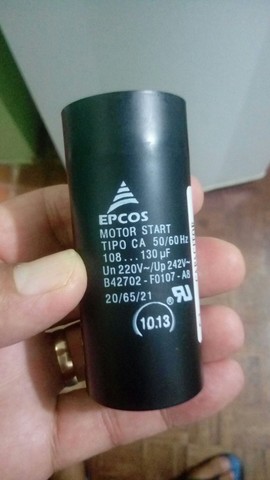 EPCOS
MOTOR START
TIPO CA 50/60Hz
108...130 µF
Un 220V~/Up 242V~
B42702-F0107-A8
20/65/21
10.13